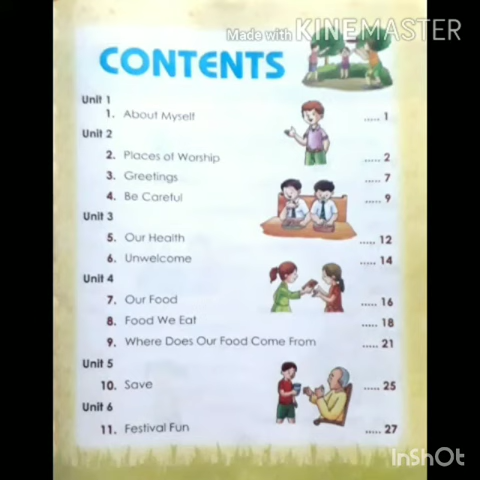 Made with KINEMASTER
CONTENTS
Unit 1
1. About Myself ..... 1
Unit 2
2. Places of Worship ..... 2
3. Greetings ..... 7
4. Be Careful ..... 9
Unit 3
5. Our Health ..... 12
6. Unwelcome ..... 14
Unit 4
7. Our Food ..... 16
8. Food We Eat ..... 18
9. Where Does Our Food Come From ..... 21
Unit 5
10. Save ..... 25
Unit 6
11. Festival Fun ..... 27
InShOt